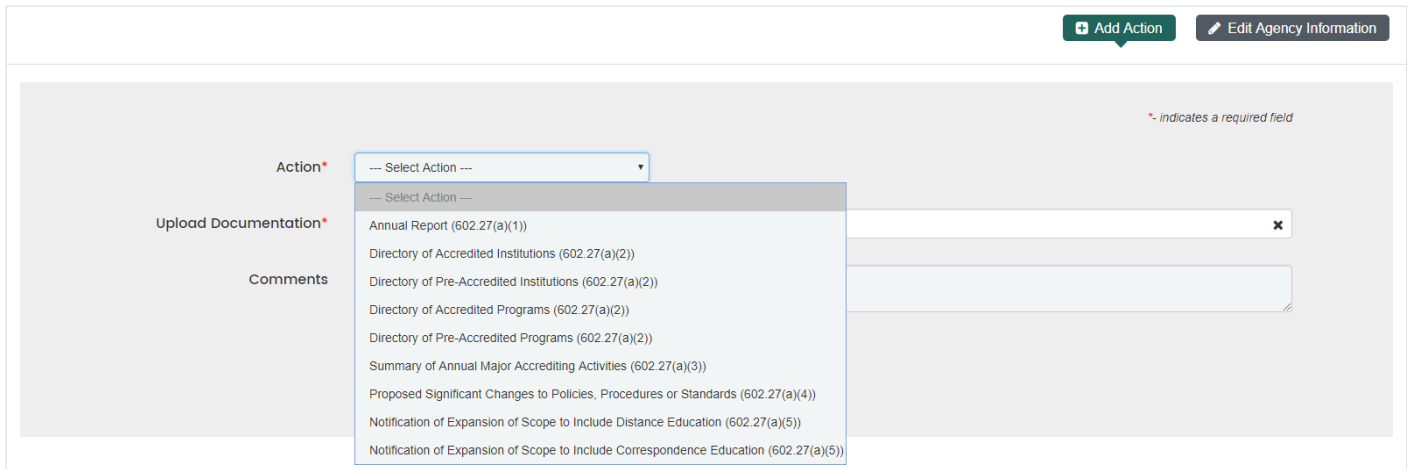 Add Action Edit Agency Information
*- indicates a required field
Action* --- Select Action ---
--- Select Action ---
Upload Documentation*
Annual Report (602.27(a)(1))
Directory of Accredited Institutions (602.27(a)(2))
Comments
Directory of Pre-Accredited Institutions (602.27(a)(2))
Directory of Accredited Programs (602.27(a)(2))
Directory of Pre-Accredited Programs (602.27(a)(2))
Summary of Annual Major Accrediting Activities (602.27(a)(3))
Proposed Significant Changes to Policies, Procedures or Standards (602.27(a)(4))
Notification of Expansion of Scope to Include Distance Education (602.27(a)(5))
Notification of Expansion of Scope to Include Correspondence Education (602.27(a)(5))